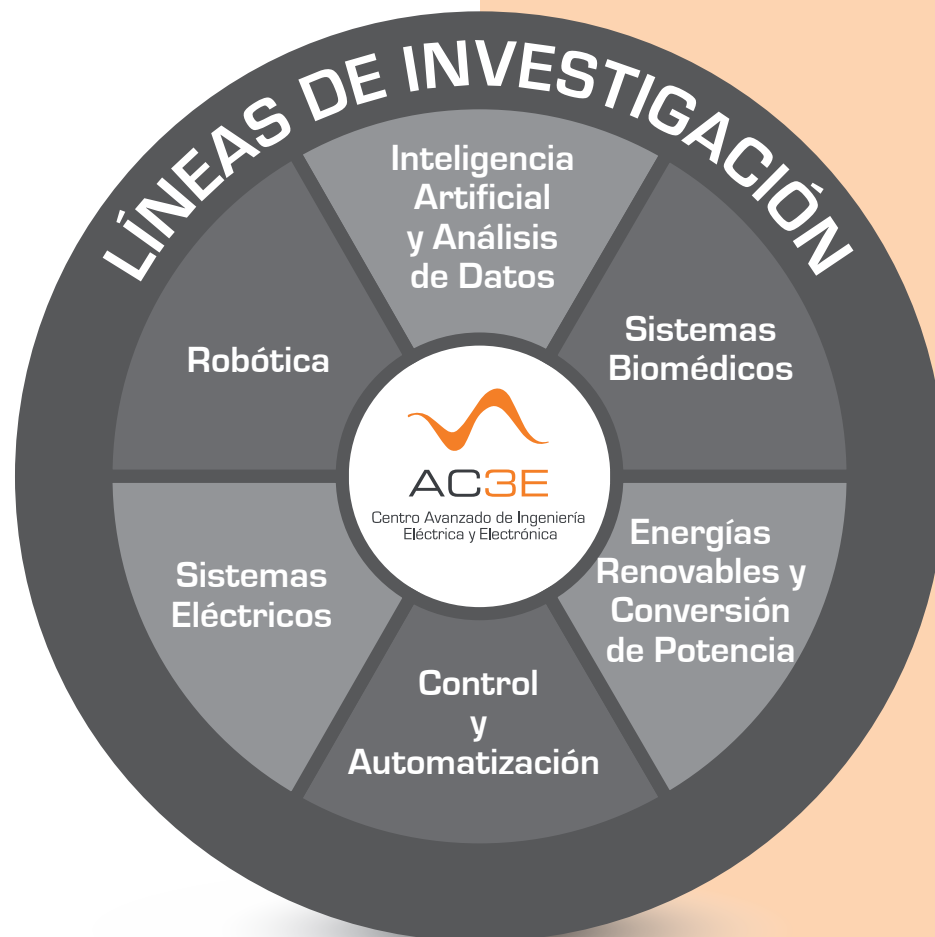 LÍNEAS DE INVESTIGACIÓN
Inteligencia
Artificial
y Análisis
de Datos
Sistemas
Biomédicos
Energías
Renovables y
Conversión
de Potencia
Control
y
Automatización
Sistemas
Eléctricos
Robótica
AC3E
Centro Avanzado de Ingeniería
Eléctrica y Electrónica